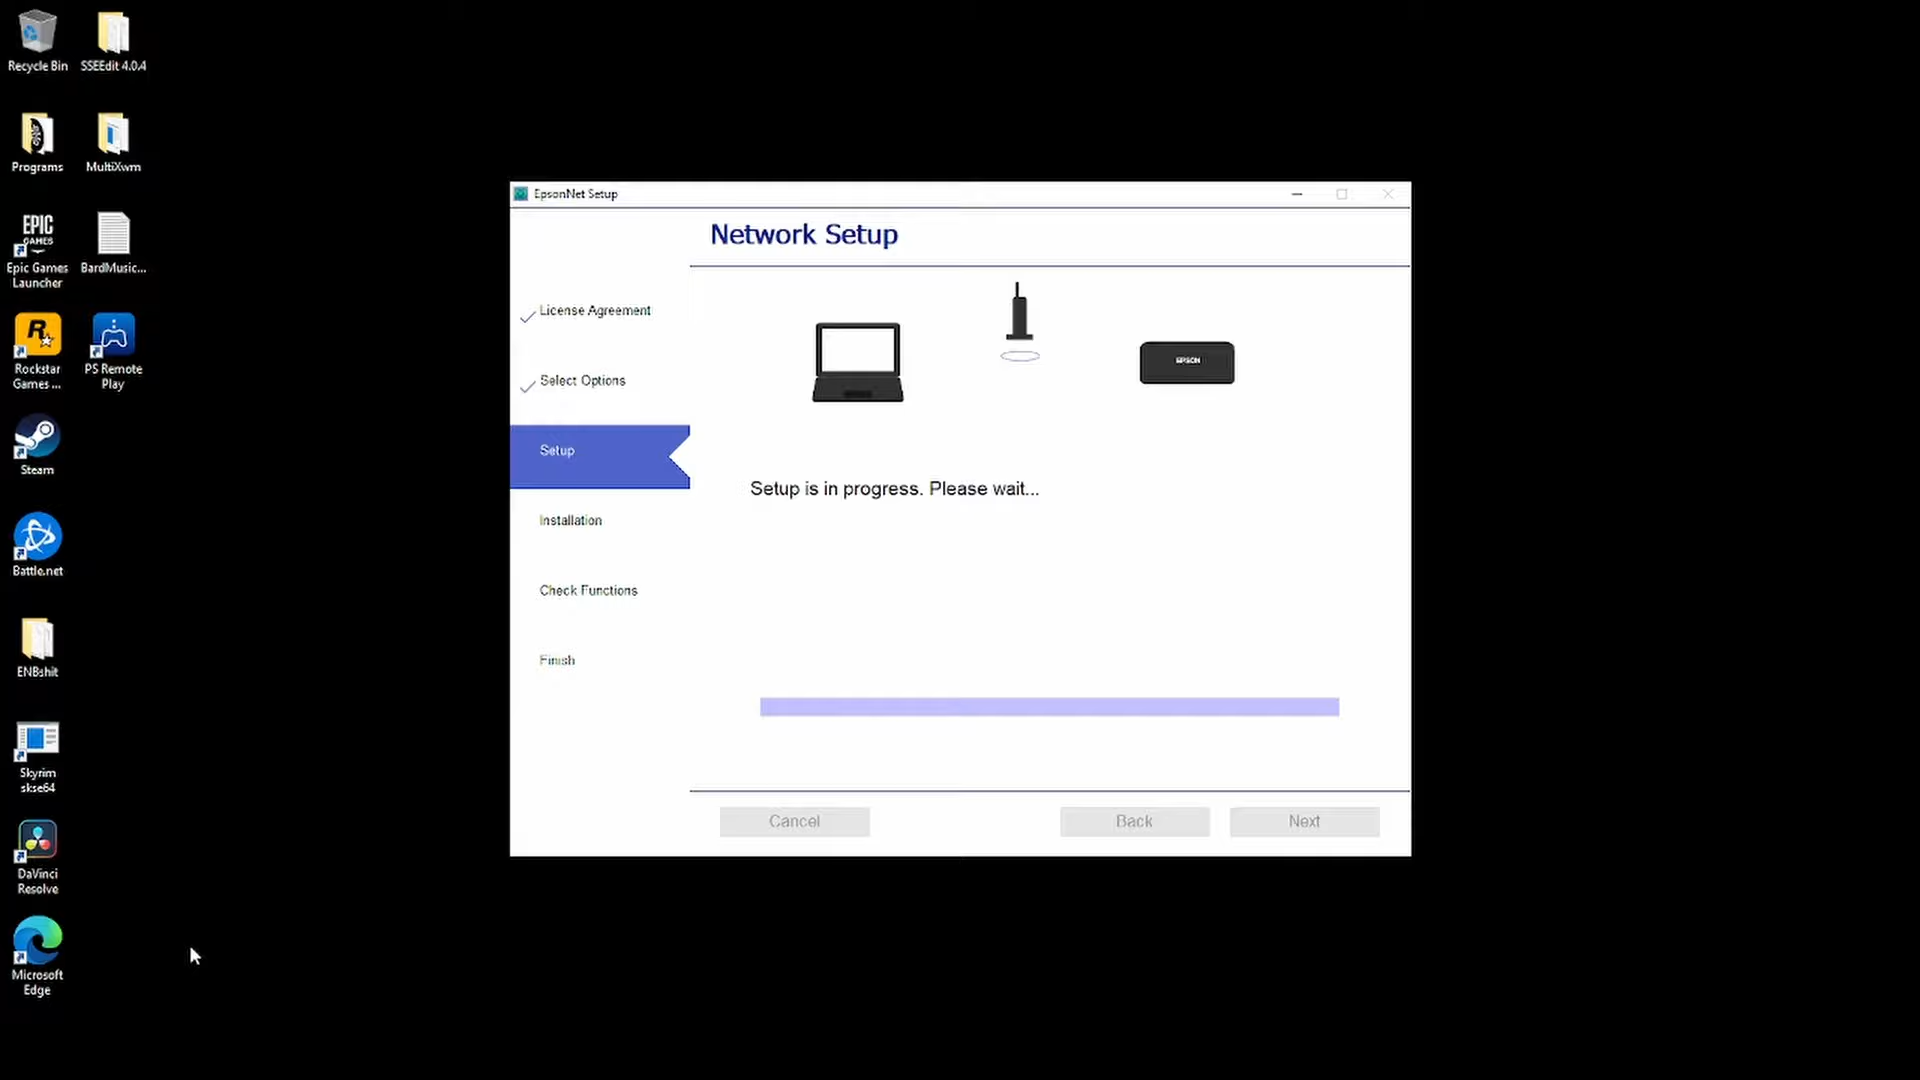 Recycle Bin
SSEEdit 4.0.4
Programs
MultiXwm
EPIC
GAMES
Epic Games
Launcher
BardMusic...
R
Rockstar
Games ...
PS Remote
Play
Steam
Battle.net
ENBshit
Skyrim
skse64
DaVinci
Resolve
Microsoft
Edge
EpsonNet Setup
Network Setup
License Agreement
Select Options
Setup
Installation
Check Functions
Finish
EPSON
Setup is in progress. Please wait...
Cancel
Back
Next